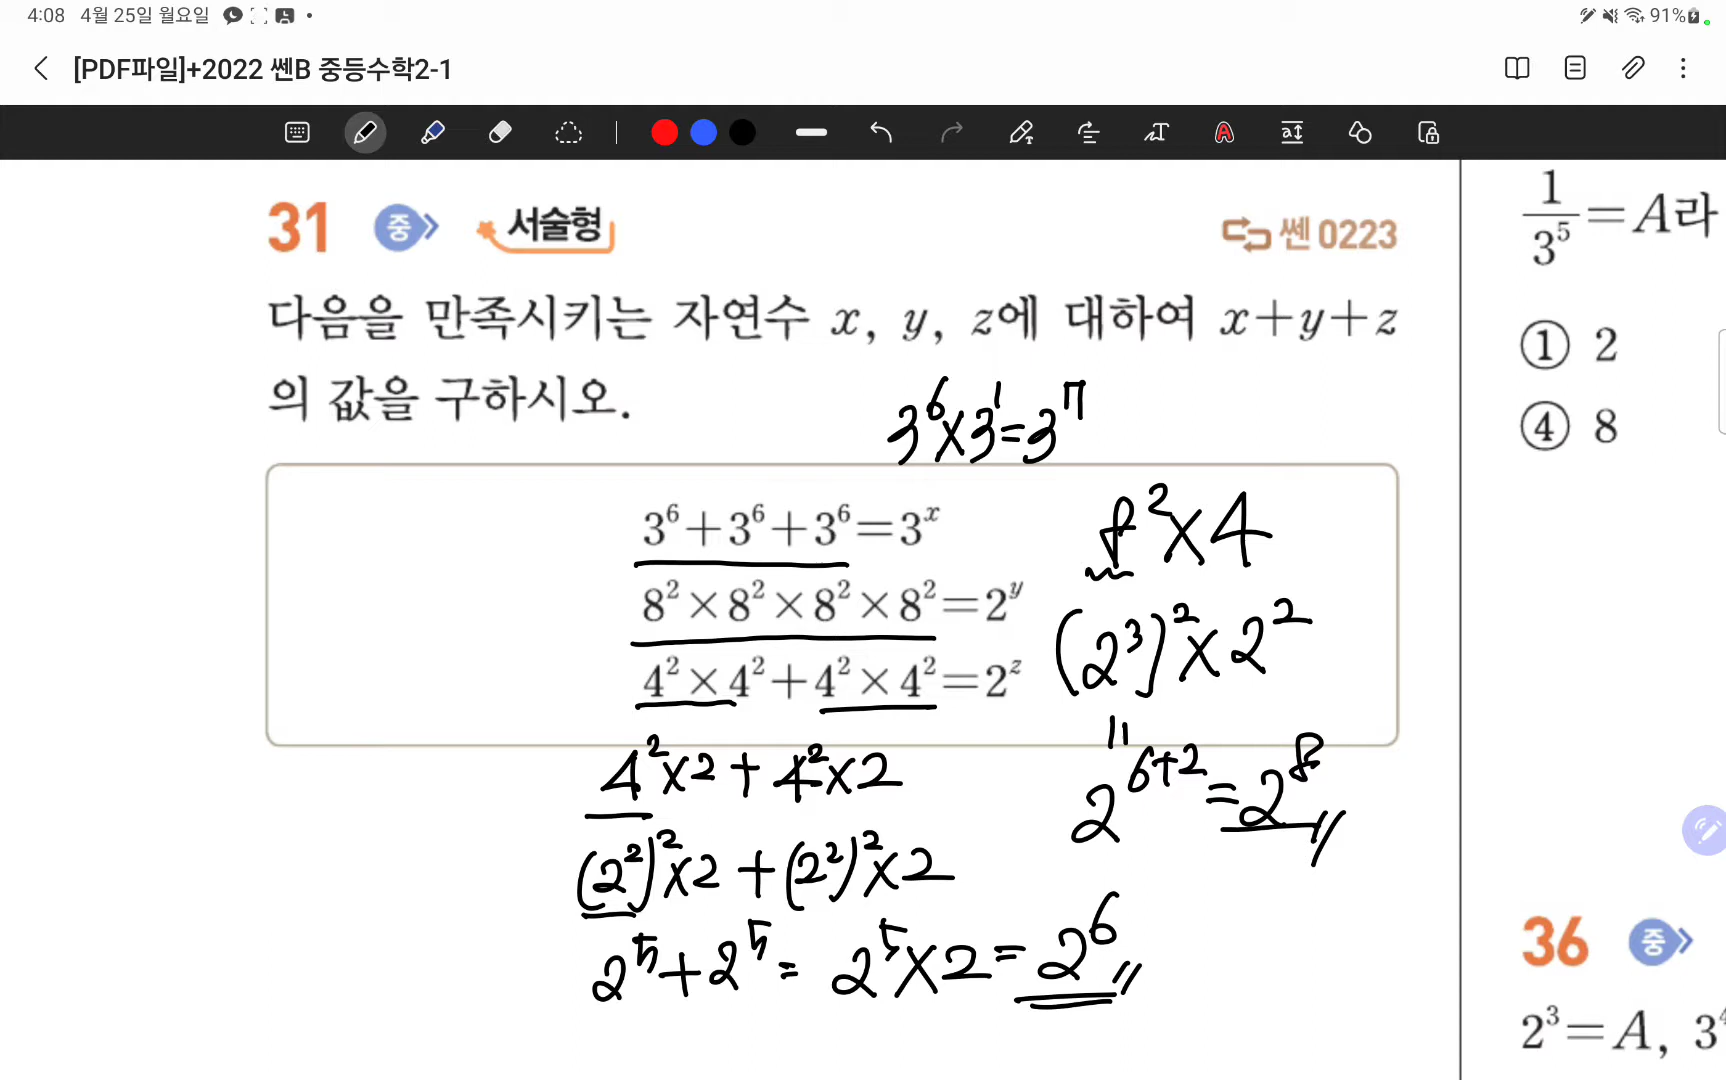 4:08 4월 25일 월요일 91%
[PDF파일]+2022 쎈B 중등수학2-1
31 중 서술형 쎈 0223
다음을 만족시키는 자연수 x, y, z에 대하여 x+y+z
의 값을 구하시오.
3⁶×3¹=3⁷
3⁶+3⁶+3⁶=3ˣ
8²×8²×8²×8²=2ʸ
4²×4²+4²×4²=2ᶻ
8²×4
(2³)²×2²
"
2⁶⁺²=2⁸
4²×2+4²×2
(2²)²×2+(2²)²×2
2⁵+2⁵=2⁵×2=2⁶
1/3⁵=A라
① 2
④ 8
36 중
2³=A, 3⁴